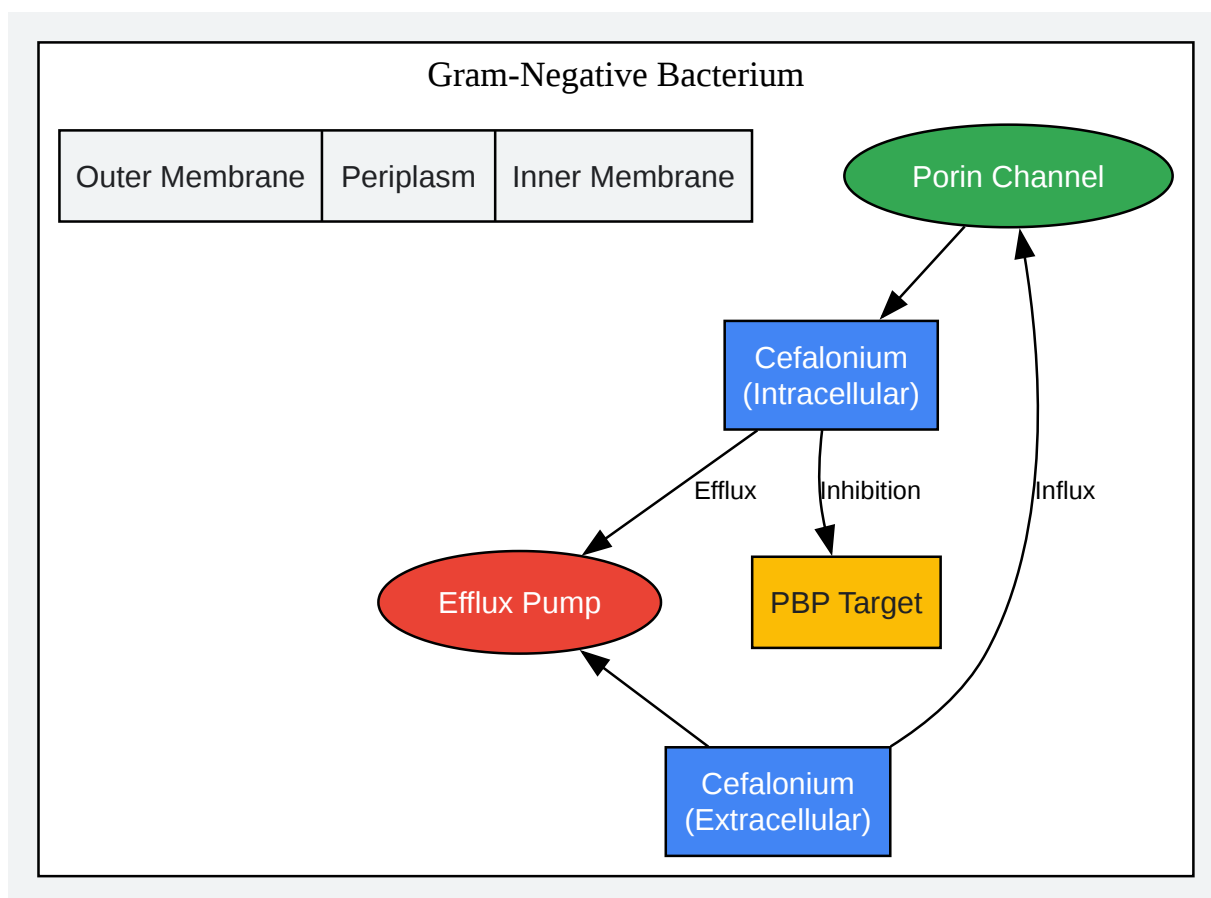 Gram-Negative Bacterium
Outer Membrane
Periplasm
Inner Membrane
Porin Channel
Cefalonium
(Intracellular)
Efflux
Inhibition
Influx
Efflux Pump
PBP Target
Cefalonium
(Extracellular)